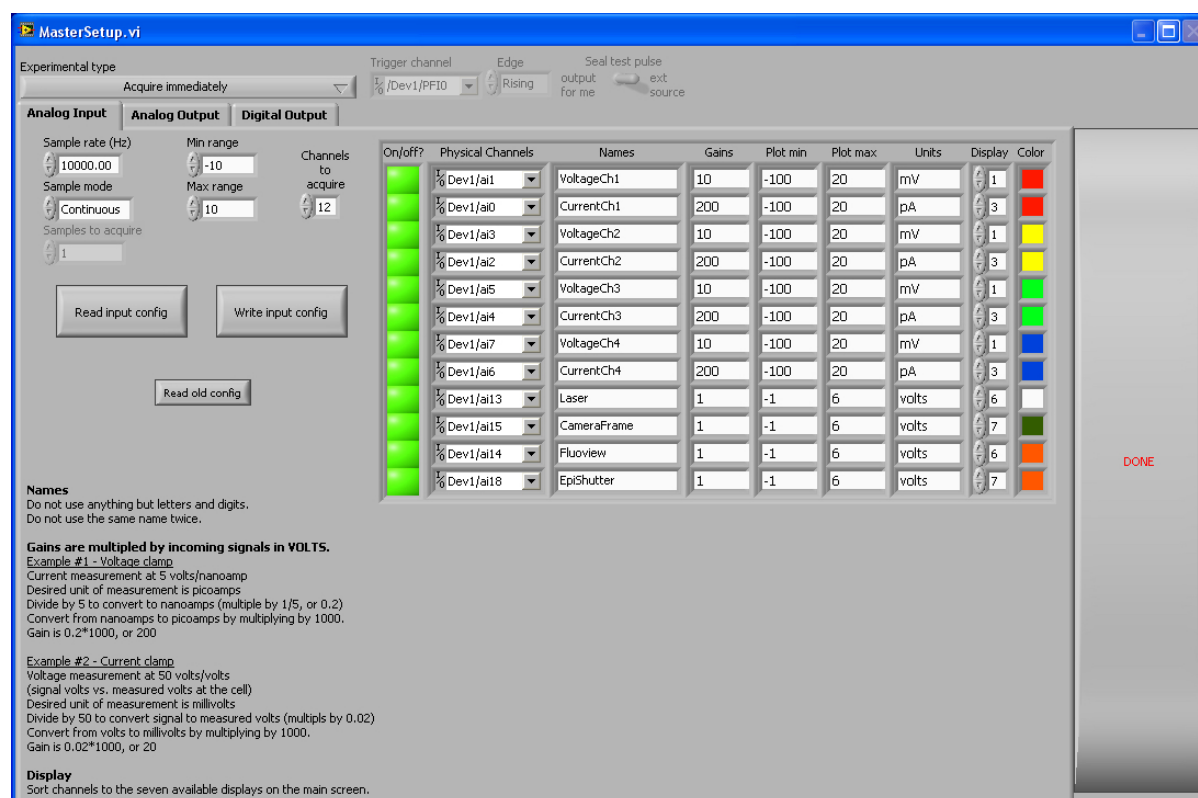 MasterSetup.vi
Experimental type
Acquire immediately
Trigger channel
/Dev1/PFI0
Edge
Rising
Seal test pulse
output for me
ext source
Analog Input Analog Output Digital Output
Sample rate (Hz)
10000.00
Min range
-10
Sample mode
Continuous
Max range
10
Channels to acquire
12
Samples to acquire
1
Read input config
Write input config
Read old config
On/off? Physical Channels Names Gains Plot min Plot max Units Display Color
Dev1/ai1 VoltageCh1 10 -100 20 mV 1
Dev1/ai0 CurrentCh1 200 -100 20 pA 3
Dev1/ai3 VoltageCh2 10 -100 20 mV 1
Dev1/ai2 CurrentCh2 200 -100 20 pA 3
Dev1/ai5 VoltageCh3 10 -100 20 mV 1
Dev1/ai4 CurrentCh3 200 -100 20 pA 3
Dev1/ai7 VoltageCh4 10 -100 20 mV 1
Dev1/ai6 CurrentCh4 200 -100 20 pA 3
Dev1/ai13 Laser 1 -1 6 volts 6
Dev1/ai15 CameraFrame 1 -1 6 volts 7
Dev1/ai14 Fluoview 1 -1 6 volts 6
Dev1/ai18 EpiShutter 1 -1 6 volts 7
DONE
Names
Do not use anything but letters and digits.
Do not use the same name twice.
Gains are multipled by incoming signals in VOLTS.
Example #1 - Voltage clamp
Current measurement at 5 volts/nanoamp
Desired unit of measurement is picoamps
Divide by 5 to convert to nanoamps (multiple by 1/5, or 0.2)
Convert from nanoamps to picoamps by multiplying by 1000.
Gain is 0.2*1000, or 200
Example #2 - Current clamp
Voltage measurement at 50 volts/volts
(signal volts vs. measured volts at the cell)
Desired unit of measurement is millivolts
Divide by 50 to convert signal to measured volts (multipls by 0.02)
Convert from volts to millivolts by multiplying by 1000.
Gain is 0.02*1000, or 20
Display
Sort channels to the seven available displays on the main screen.